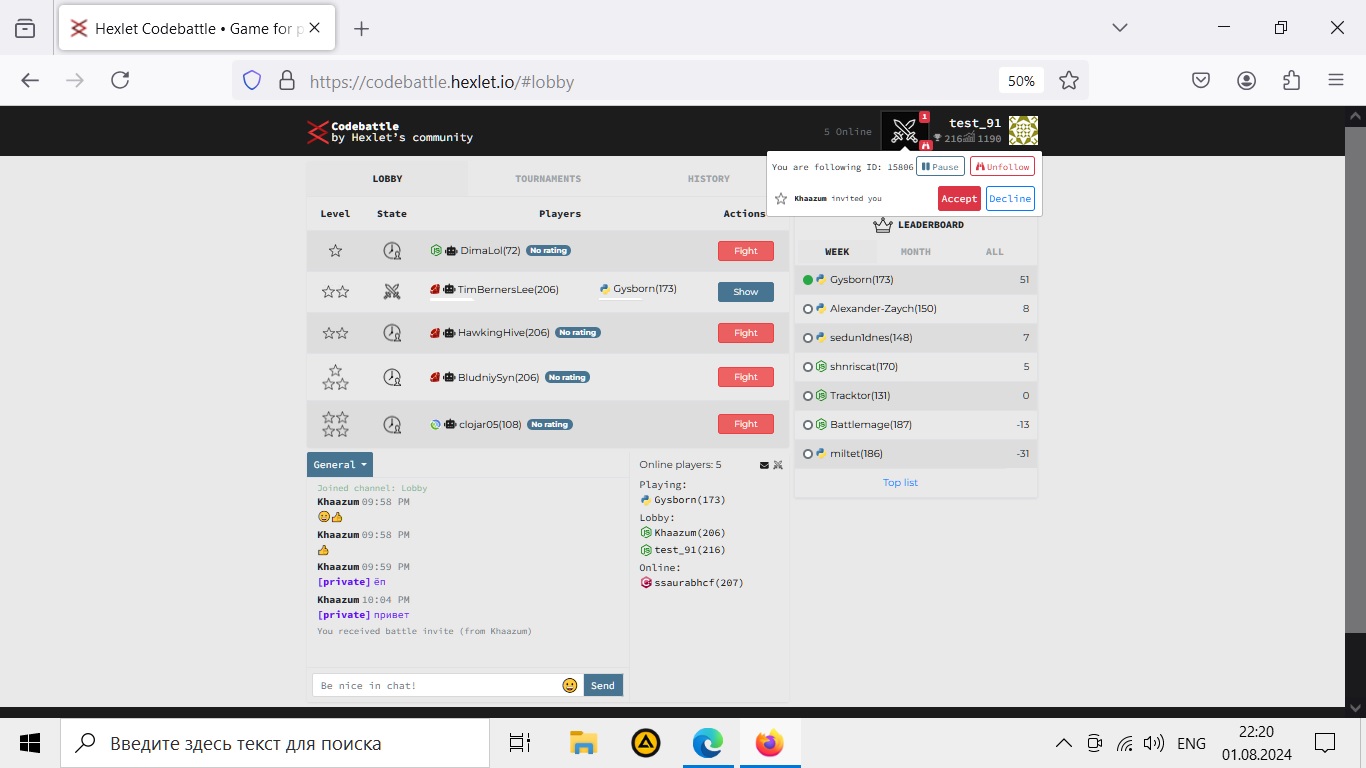 Hexlet Codebattle • Game for p
https://codebattle.hexlet.io/#lobby
50%
Codebattle
by Hexlet's community
5 Online
1
test_91
216 1190
You are following ID: 15806 Pause Unfollow
Khaazum invited you Accept Decline
LOBBY TOURNAMENTS HISTORY
Level State Players Actions
DimaLol(72) No rating Fight
TimBernersLee(206) Gysborn(173) Show
HawkingHive(206) No rating Fight
BludniySyn(206) No rating Fight
clojar05(108) No rating Fight
LEADERBOARD
WEEK MONTH ALL
Gysborn(173) 51
Alexander-Zaych(150) 8
sedun1dnes(148) 7
shnriscat(170) 5
Tracktor(131) 0
Battlemage(187) -13
miltet(186) -31
Top list
General
Joined channel: Lobby
Khaazum 09:58 PM
Khaazum 09:58 PM
Khaazum 09:59 PM
[private] ёп
Khaazum 10:04 PM
[private] привет
You received battle invite (from Khaazum)
Be nice in chat! Send
Online players: 5
Playing:
Gysborn(173)
Lobby:
Khaazum(206)
test_91(216)
Online:
ssaurabhcf(207)
Введите здесь текст для поиска
ENG
22:20
01.08.2024